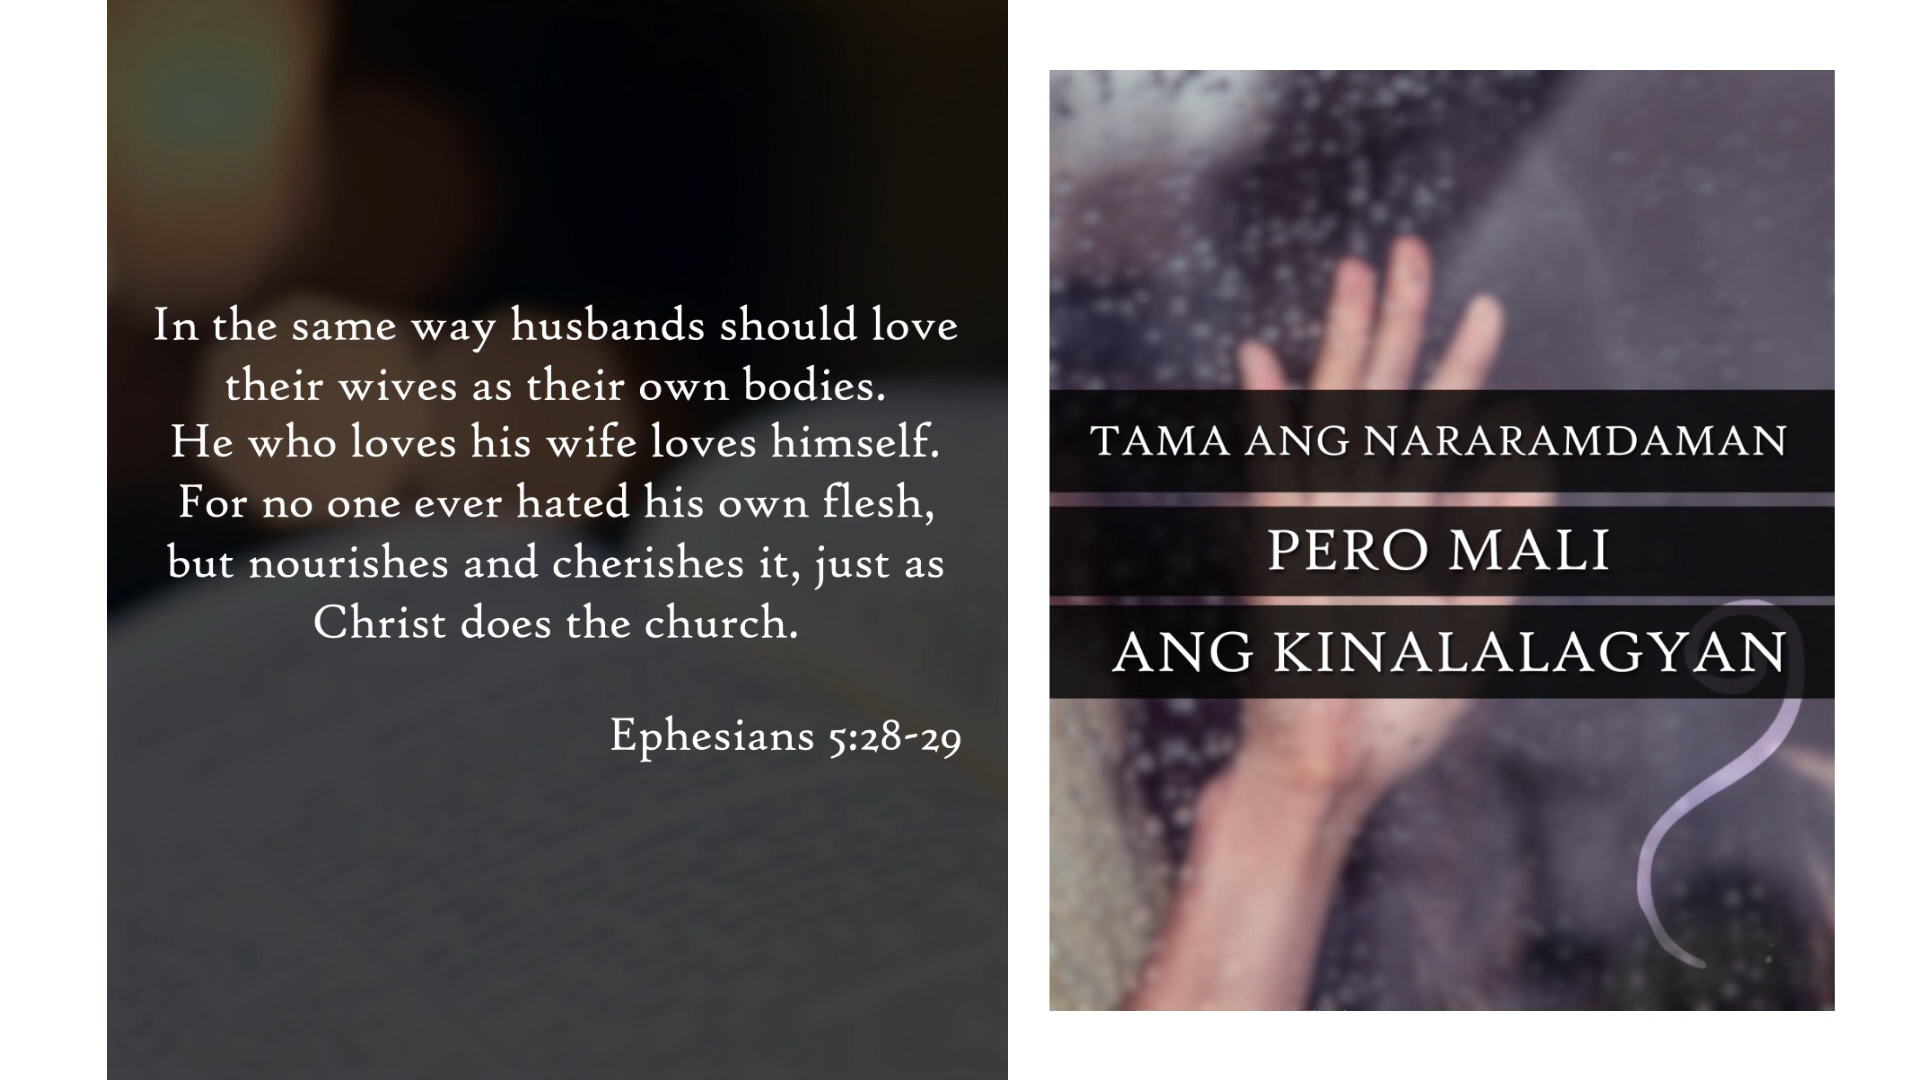 In the same way husbands should love
their wives as their own bodies.
He who loves his wife loves himself.
For no one ever hated his own flesh,
but nourishes and cherishes it, just as
Christ does the church.
Ephesians 5:28-29
TAMA ANG NARARAMDAMAN
PERO MALI
ANG KINALALAGYAN